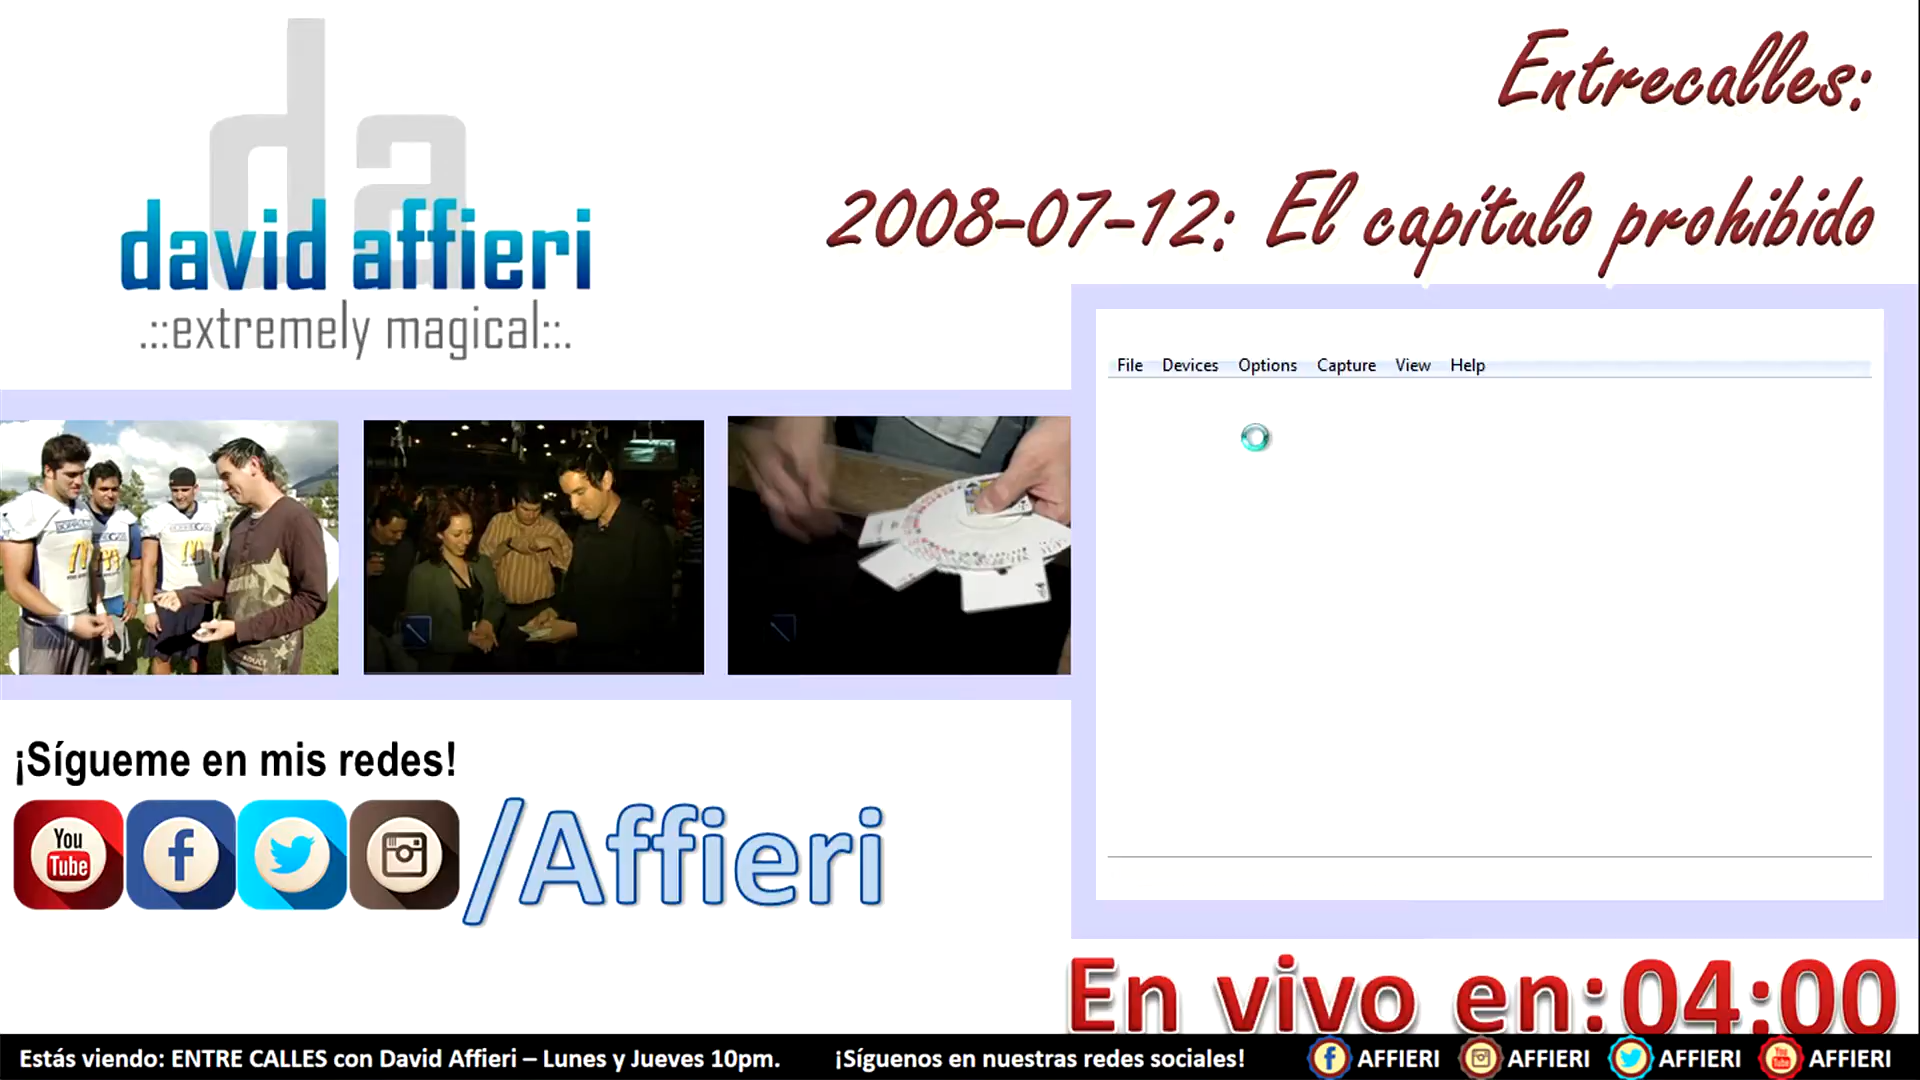 da
david affieri
.::extremely magical::.
Entrecalles:
2008-07-12: El capítulo prohibido
File Devices Options Capture View Help
¡Sígueme en mis redes!
You
Tube
/Affieri
En vivo en: 04:00
Estás viendo: ENTRE CALLES con David Affieri – Lunes y Jueves 10pm. ¡Síguenos en nuestras redes sociales! AFFIERI AFFIERI AFFIERI AFFIERI